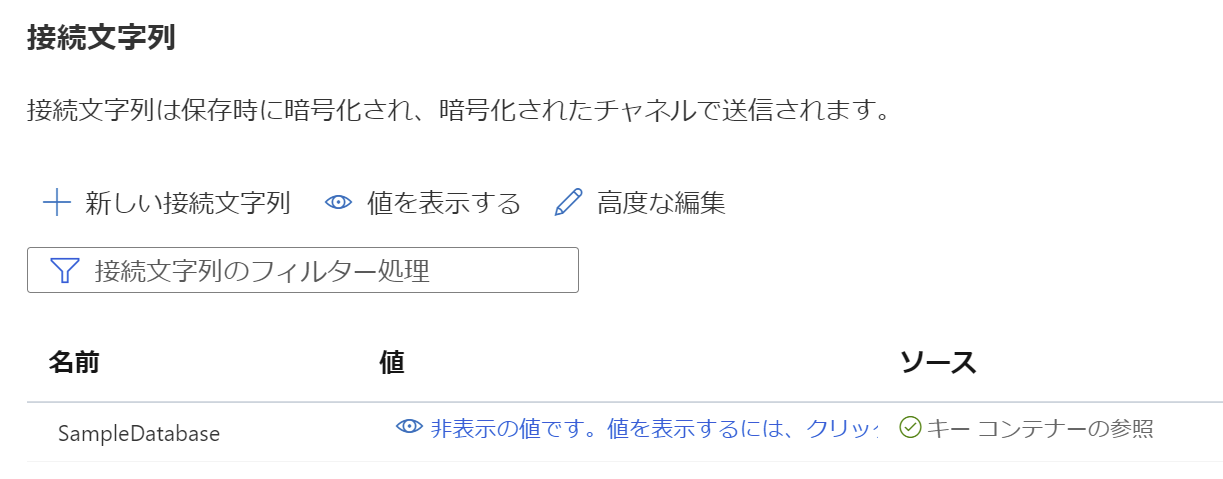 接続文字列
接続文字列は保存時に暗号化され、暗号化されたチャネルで送信されます。
新しい接続文字列 値を表示する 高度な編集
接続文字列のフィルター処理
名前 値 ソース
SampleDatabase 非表示の値です。値を表示するには、クリッ キー コンテナーの参照